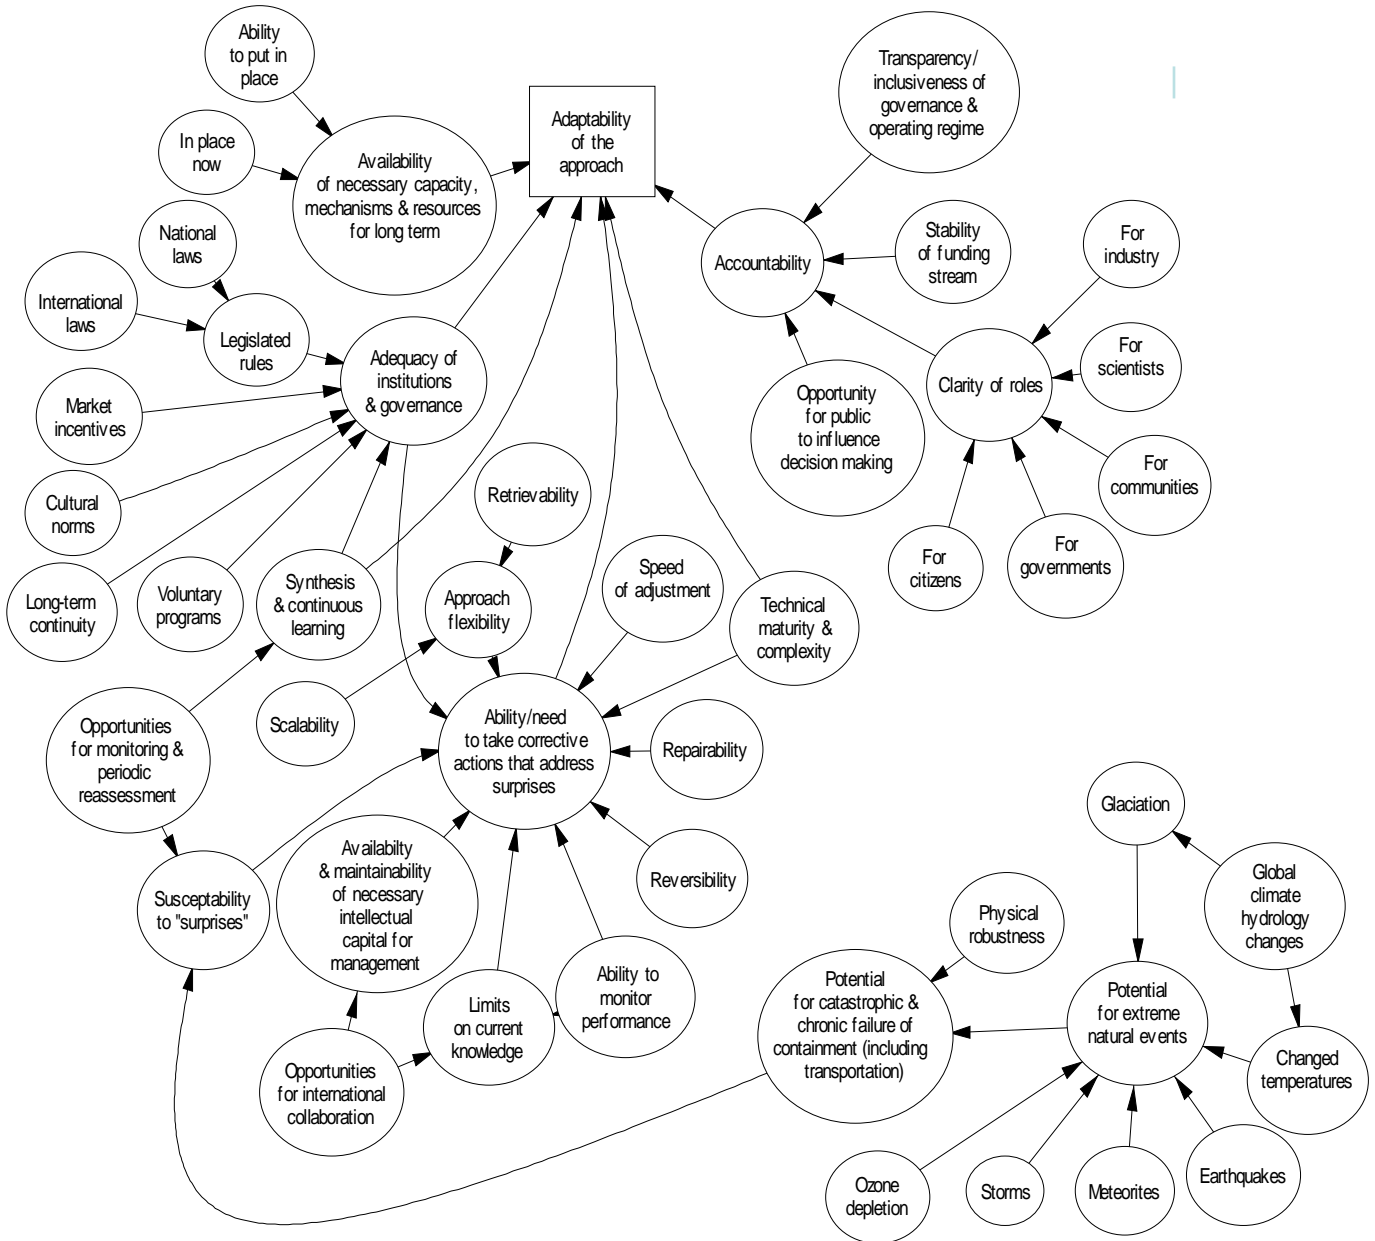 Ability
to put in
place
Transparency/
inclusiveness of
governance &
operating regime
Adaptability
of the
approach
In place
now
Availability
of necessary capacity,
mechanisms & resources
for long term
National
laws
Stability
of funding
stream
For
industry
Accountability
International
laws
Legislated
rules
Adequacy of
institutions
& governance
For
scientists
Clarity of roles
Market
incentives
Opportunity
for public
to influence
decision making
For
communities
Cultural
norms
Retrievability
For
citizens
For
governments
Long-term
continuity
Voluntary
programs
Synthesis
& continuous
learning
Approach
flexibility
Speed
of adjustment
Technical
maturity &
complexity
Scalability
Ability/need
to take corrective
actions that address
surprises
Repairability
Opportunities
for monitoring &
periodic
reassessment
Glaciation
Availabilty
& maintainability
of necessary
intellectual
capital for
management
Reversibility
Susceptability
to "surprises"
Global
climate
hydrology
changes
Physical
robustness
Ability to
monitor
performance
Limits
on current
knowledge
Potential
for catastrophic &
chronic failure of
containment (including
transportation)
Potential
for extreme
natural events
Opportunities
for international
collaboration
Changed
temperatures
Ozone
depletion
Storms
Meteorites
Earthquakes